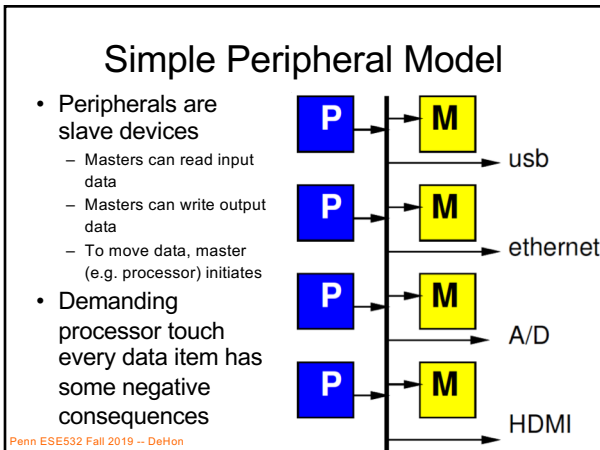 Simple Peripheral Model
• Peripherals are
slave devices
– Masters can read input
data
– Masters can write output
data
– To move data, master
(e.g. processor) initiates
• Demanding
processor touch
every data item has
some negative
consequences
P
M
usb
P
M
ethernet
P
M
A/D
P
M
HDMI
Penn ESE532 Fall 2019 -- DeHon